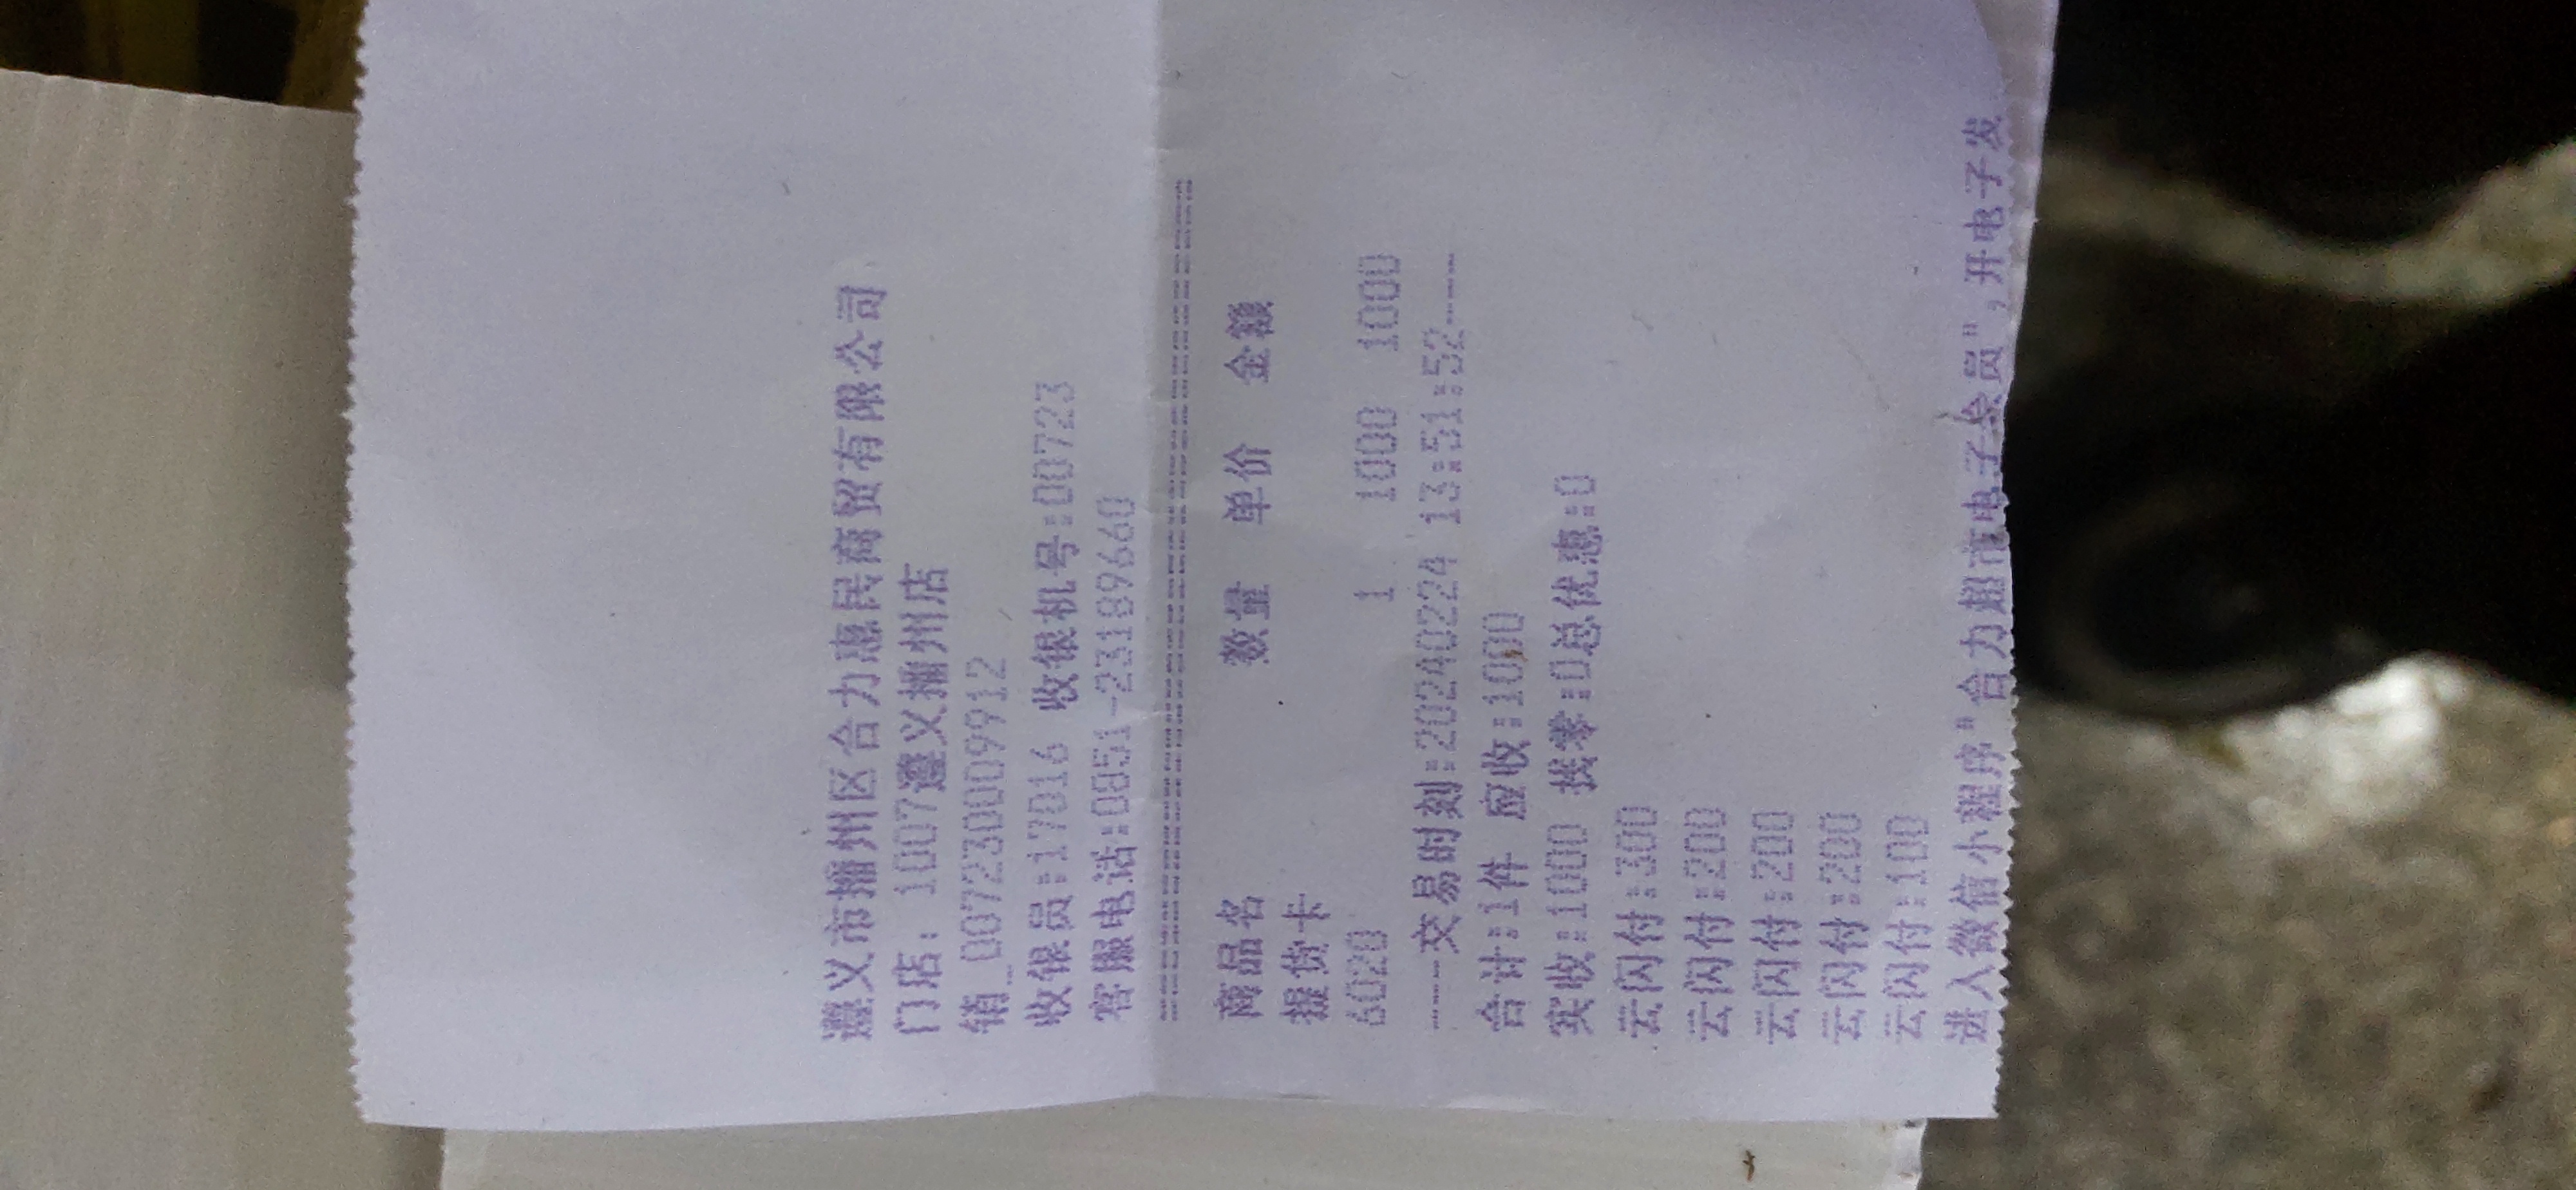 遵义市播州区合力惠民商贸有限公司
门店: 1007遵义播州店
销_007230009912
收银员:17016 收银机号:00723
客服电话:0851-23189660
商品名 数量 单价 金额
提货卡
6020 1 1000 1000
----交易时刻:20240224 13:51:52----
合计:1件 应收:1000
实收:1000 找零:0总优惠:0
云闪付:300
云闪付:200
云闪付:200
云闪付:200
云闪付:100
进入微信小程序"合力超市电子会员",开电子发